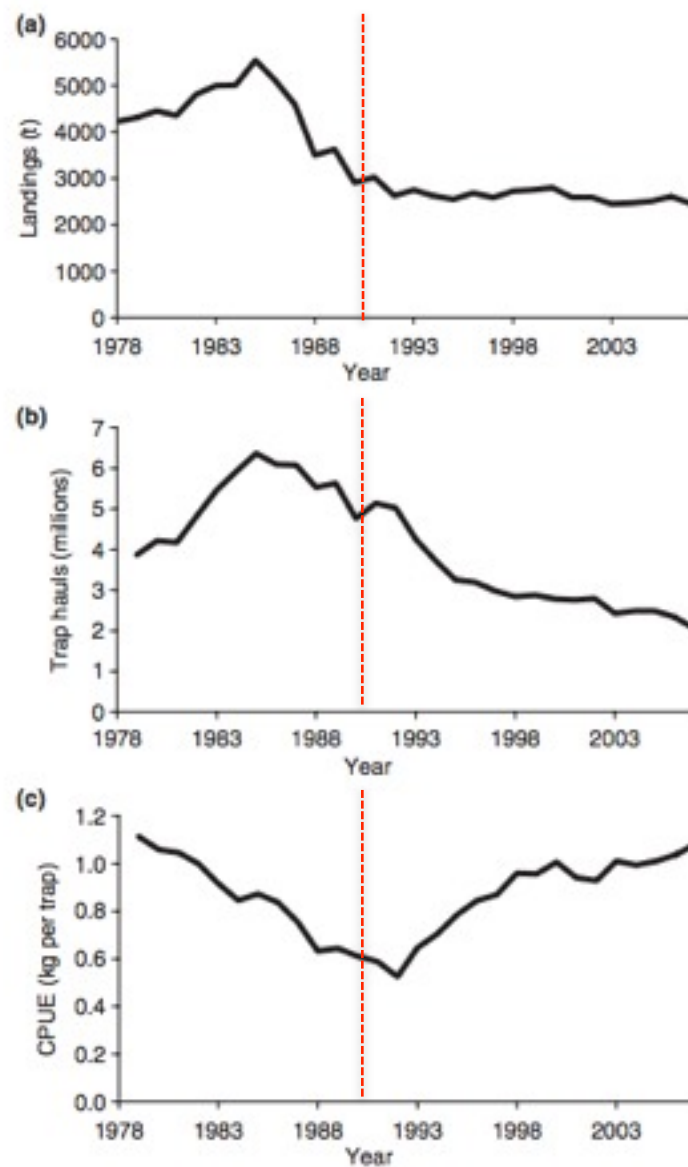 (a)
6000
5000
4000
3000
2000
1000
0
Landings (t)
1978 1983 1988 1993 1998 2003
Year
(b)
7
6
5
4
3
2
1
0
Trap hauls (millions)
1978 1983 1988 1993 1998 2003
Year
(c)
1.2
1.0
0.8
0.6
0.4
0.2
0.0
CPUE (kg per trap)
1978 1983 1988 1993 1998 2003
Year